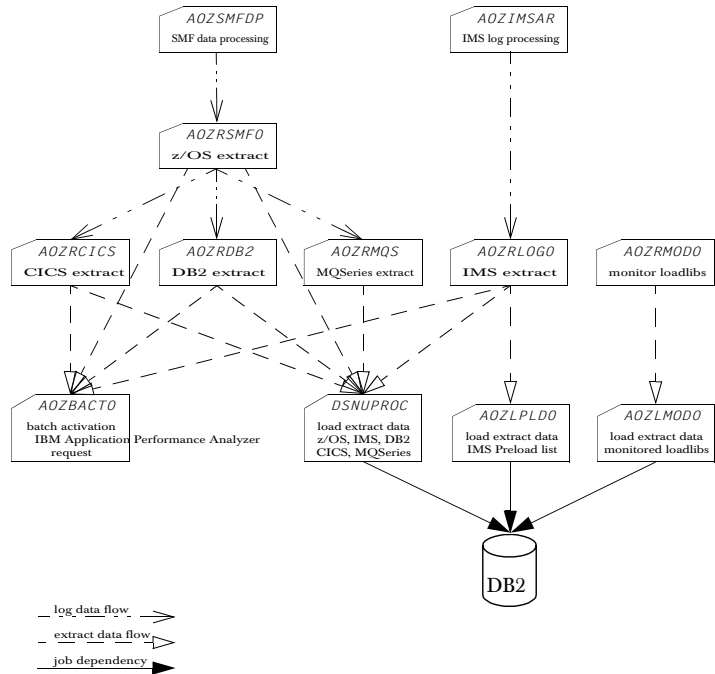 AOZSMFDP
SMF data processing
AOZIMSAR
IMS log processing
AOZRSMF0
z/OS extract
AOZRCICS
CICS extract
AOZRDB2
DB2 extract
AOZRMQS
MQSeries extract
AOZRLOG0
IMS extract
AOZRMOD0
monitor loadlibs
AOZBACT0
batch activation
IBM Application Performance Analyzer
request
DSNUPROC
load extract data
z/OS, IMS, DB2
CICS, MQSeries
AOZLPLD0
load extract data
IMS Preload list
AOZLMOD0
load extract data
monitored loadlibs
DB2
log data flow
extract data flow
job dependency